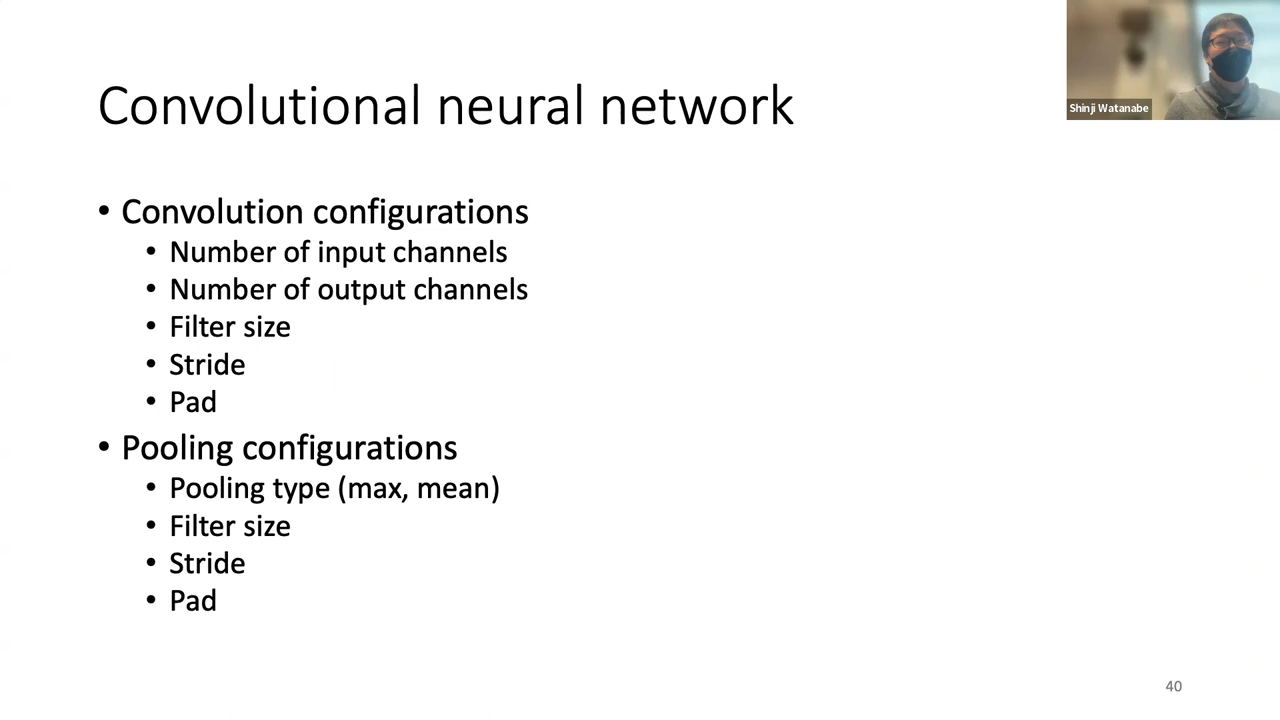 Convolutional neural network
Shinji Watanabe
• Convolution configurations
• Number of input channels
• Number of output channels
• Filter size
• Stride
• Pad
• Pooling configurations
• Pooling type (max, mean)
• Filter size
• Stride
• Pad
40